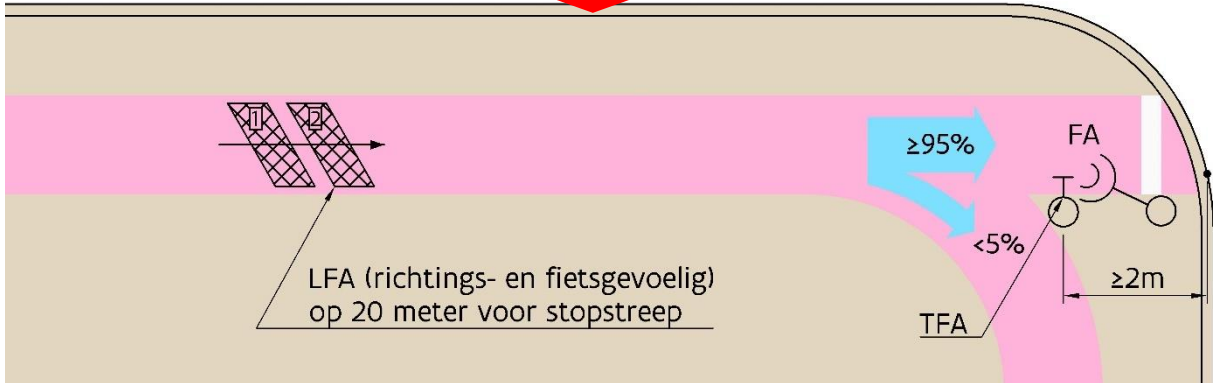 1 2
≥95%
FA
<5%
LFA (richtings- en fietsgevoelig)
op 20 meter voor stopstreep
≥2m
TFA